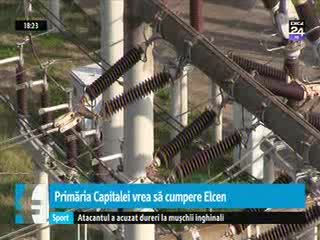 18:23
DIGI
24
Primăria Capitalei vrea să cumpere Elcen
Sport
Atacantul a acuzat dureri la mușchii inghinali